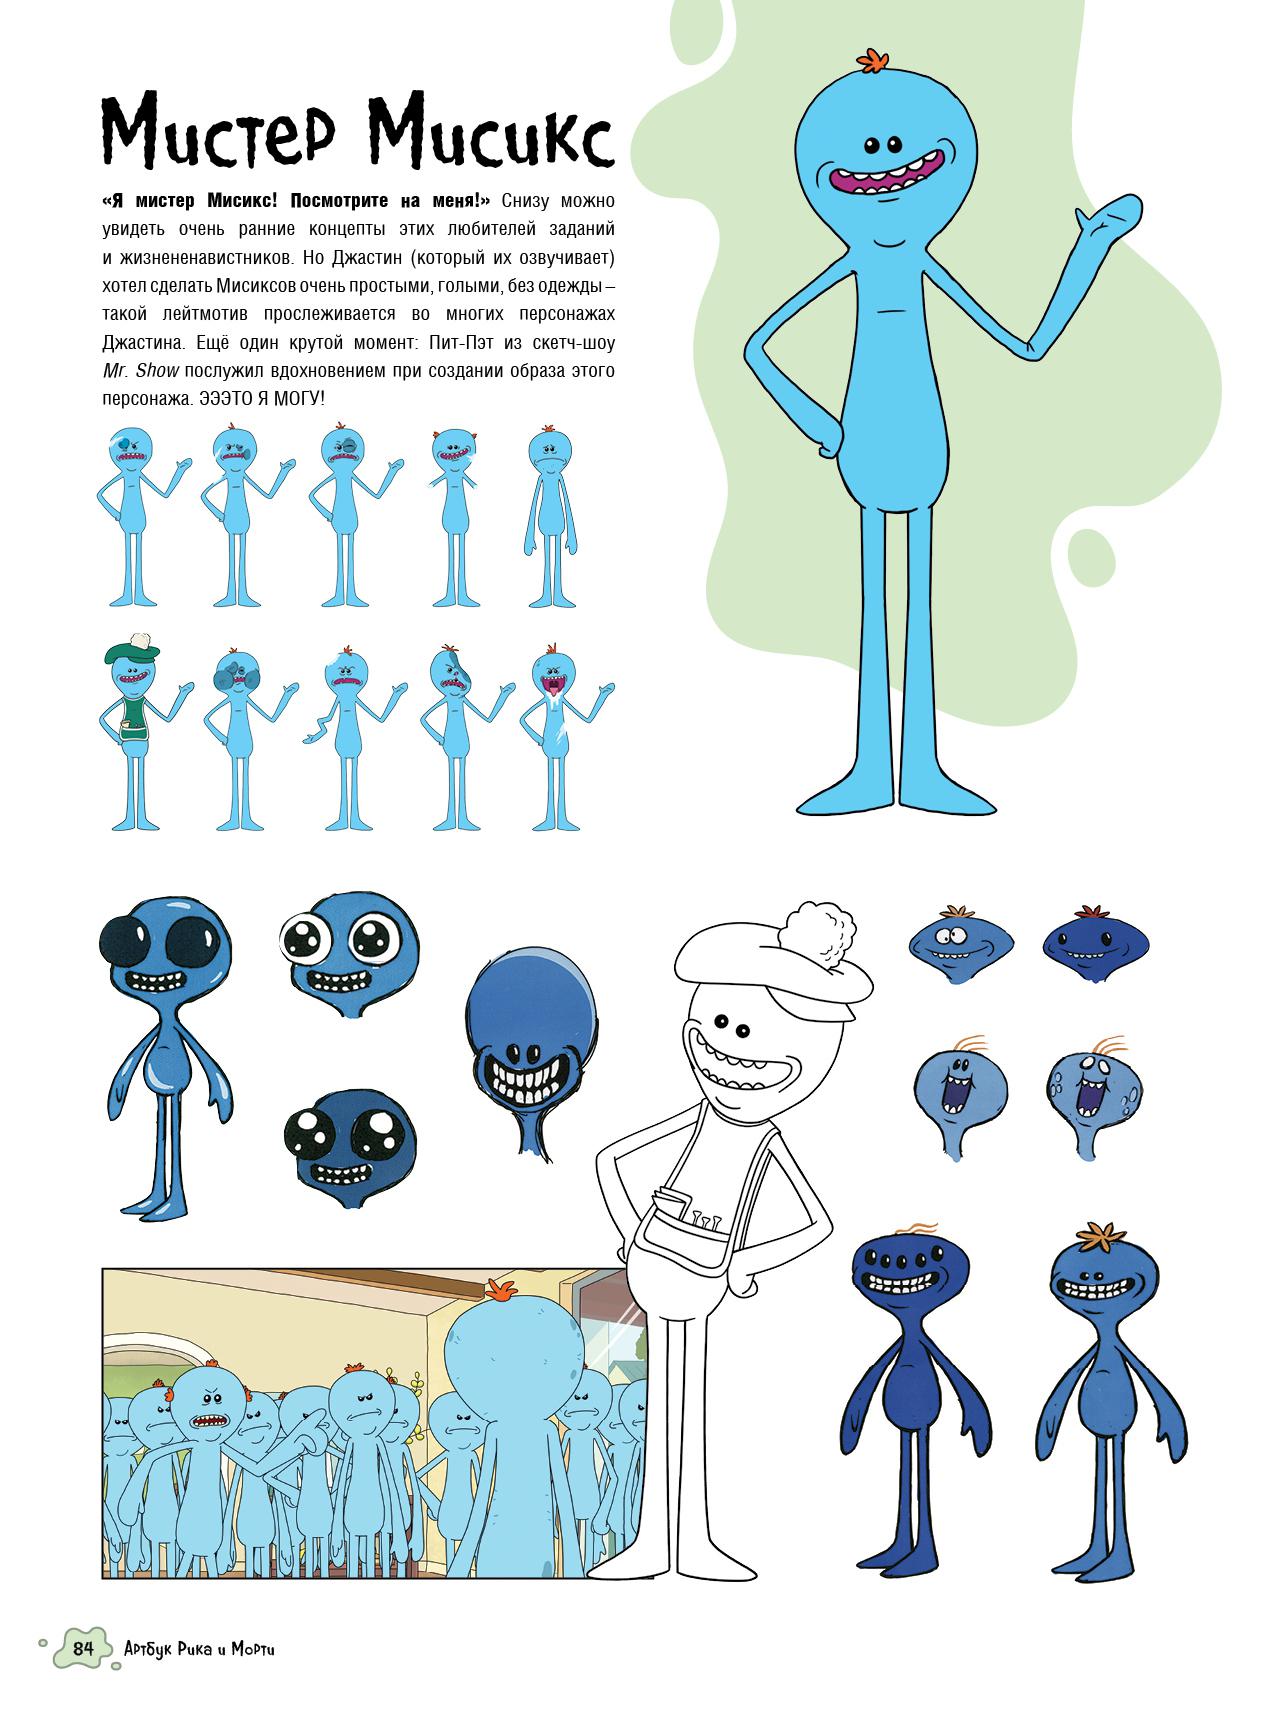 Мистер Мисикс
«Я мистер Мисикс! Посмотрите на меня!» Снизу можно
увидеть очень ранние концепты этих любителей заданий
и жизнененавистников. Но Джастин (который их озвучивает)
хотел сделать Мисиксов очень простыми, голыми, без одежды –
такой лейтмотив прослеживается во многих персонажах
Джастина. Ещё один крутой момент: Пит-Пэт из скетч-шоу
Mr. Show послужил вдохновением при создании образа этого
персонажа. ЭЭЭТО Я МОГУ!
84 Артбук Рика и Морти